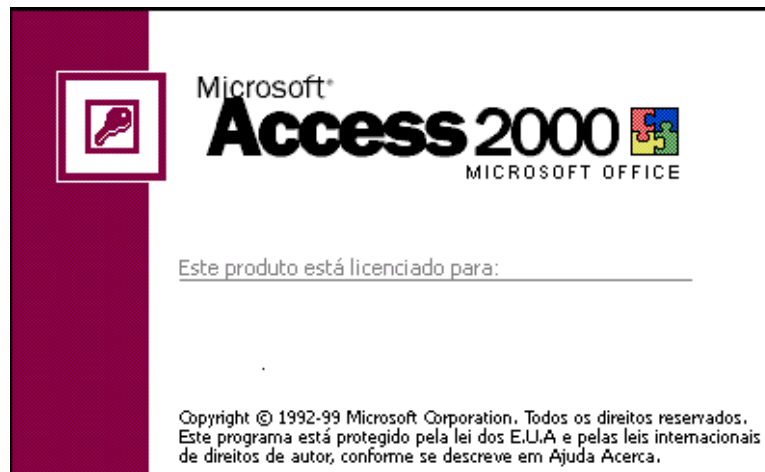 Microsoft®
Access 2000
MICROSOFT OFFICE
Este produto está licenciado para:
Copyright © 1992-99 Microsoft Corporation. Todos os direitos reservados.
Este programa está protegido pela lei dos E.U.A e pelas leis internacionais
de direitos de autor, conforme se descreve em Ajuda Acerca.